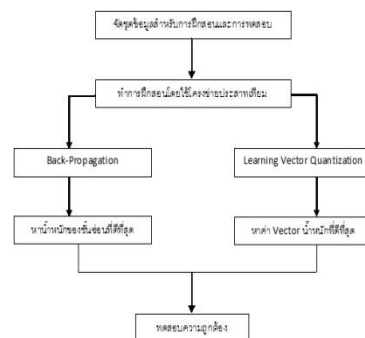 จัดชุดข้อมูลสำหรับการฝึกสอนและการทดสอบ
ทำการฝึกสอนโดยใช้โครงข่ายประสาทเทียม
Back-Propagation
Learning Vector Quantization
หาน้ำหนักของชั้นซ่อนที่ดีที่สุด
หาค่า Vector น้ำหนักที่ดีที่สุด
ทดสอบความถูกต้อง